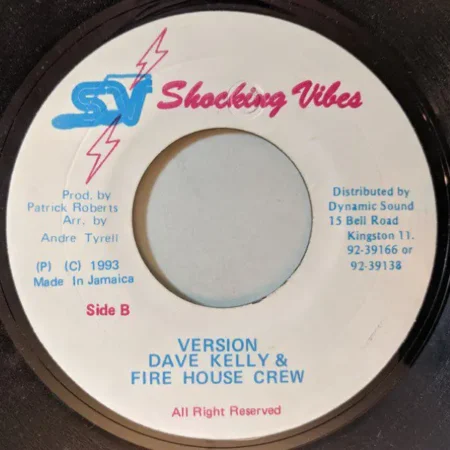 SV Shocking Vibes
Prod. by
Patrick Roberts
Arr. by
Andre Tyrell
(P) (C) 1993
Made In Jamaica
Side B
Distributed by
Dynamic Sound
15 Bell Road
Kingston 11.
92-39166 or
92-39138
VERSION
DAVE KELLY &
FIRE HOUSE CREW
All Right Reserved